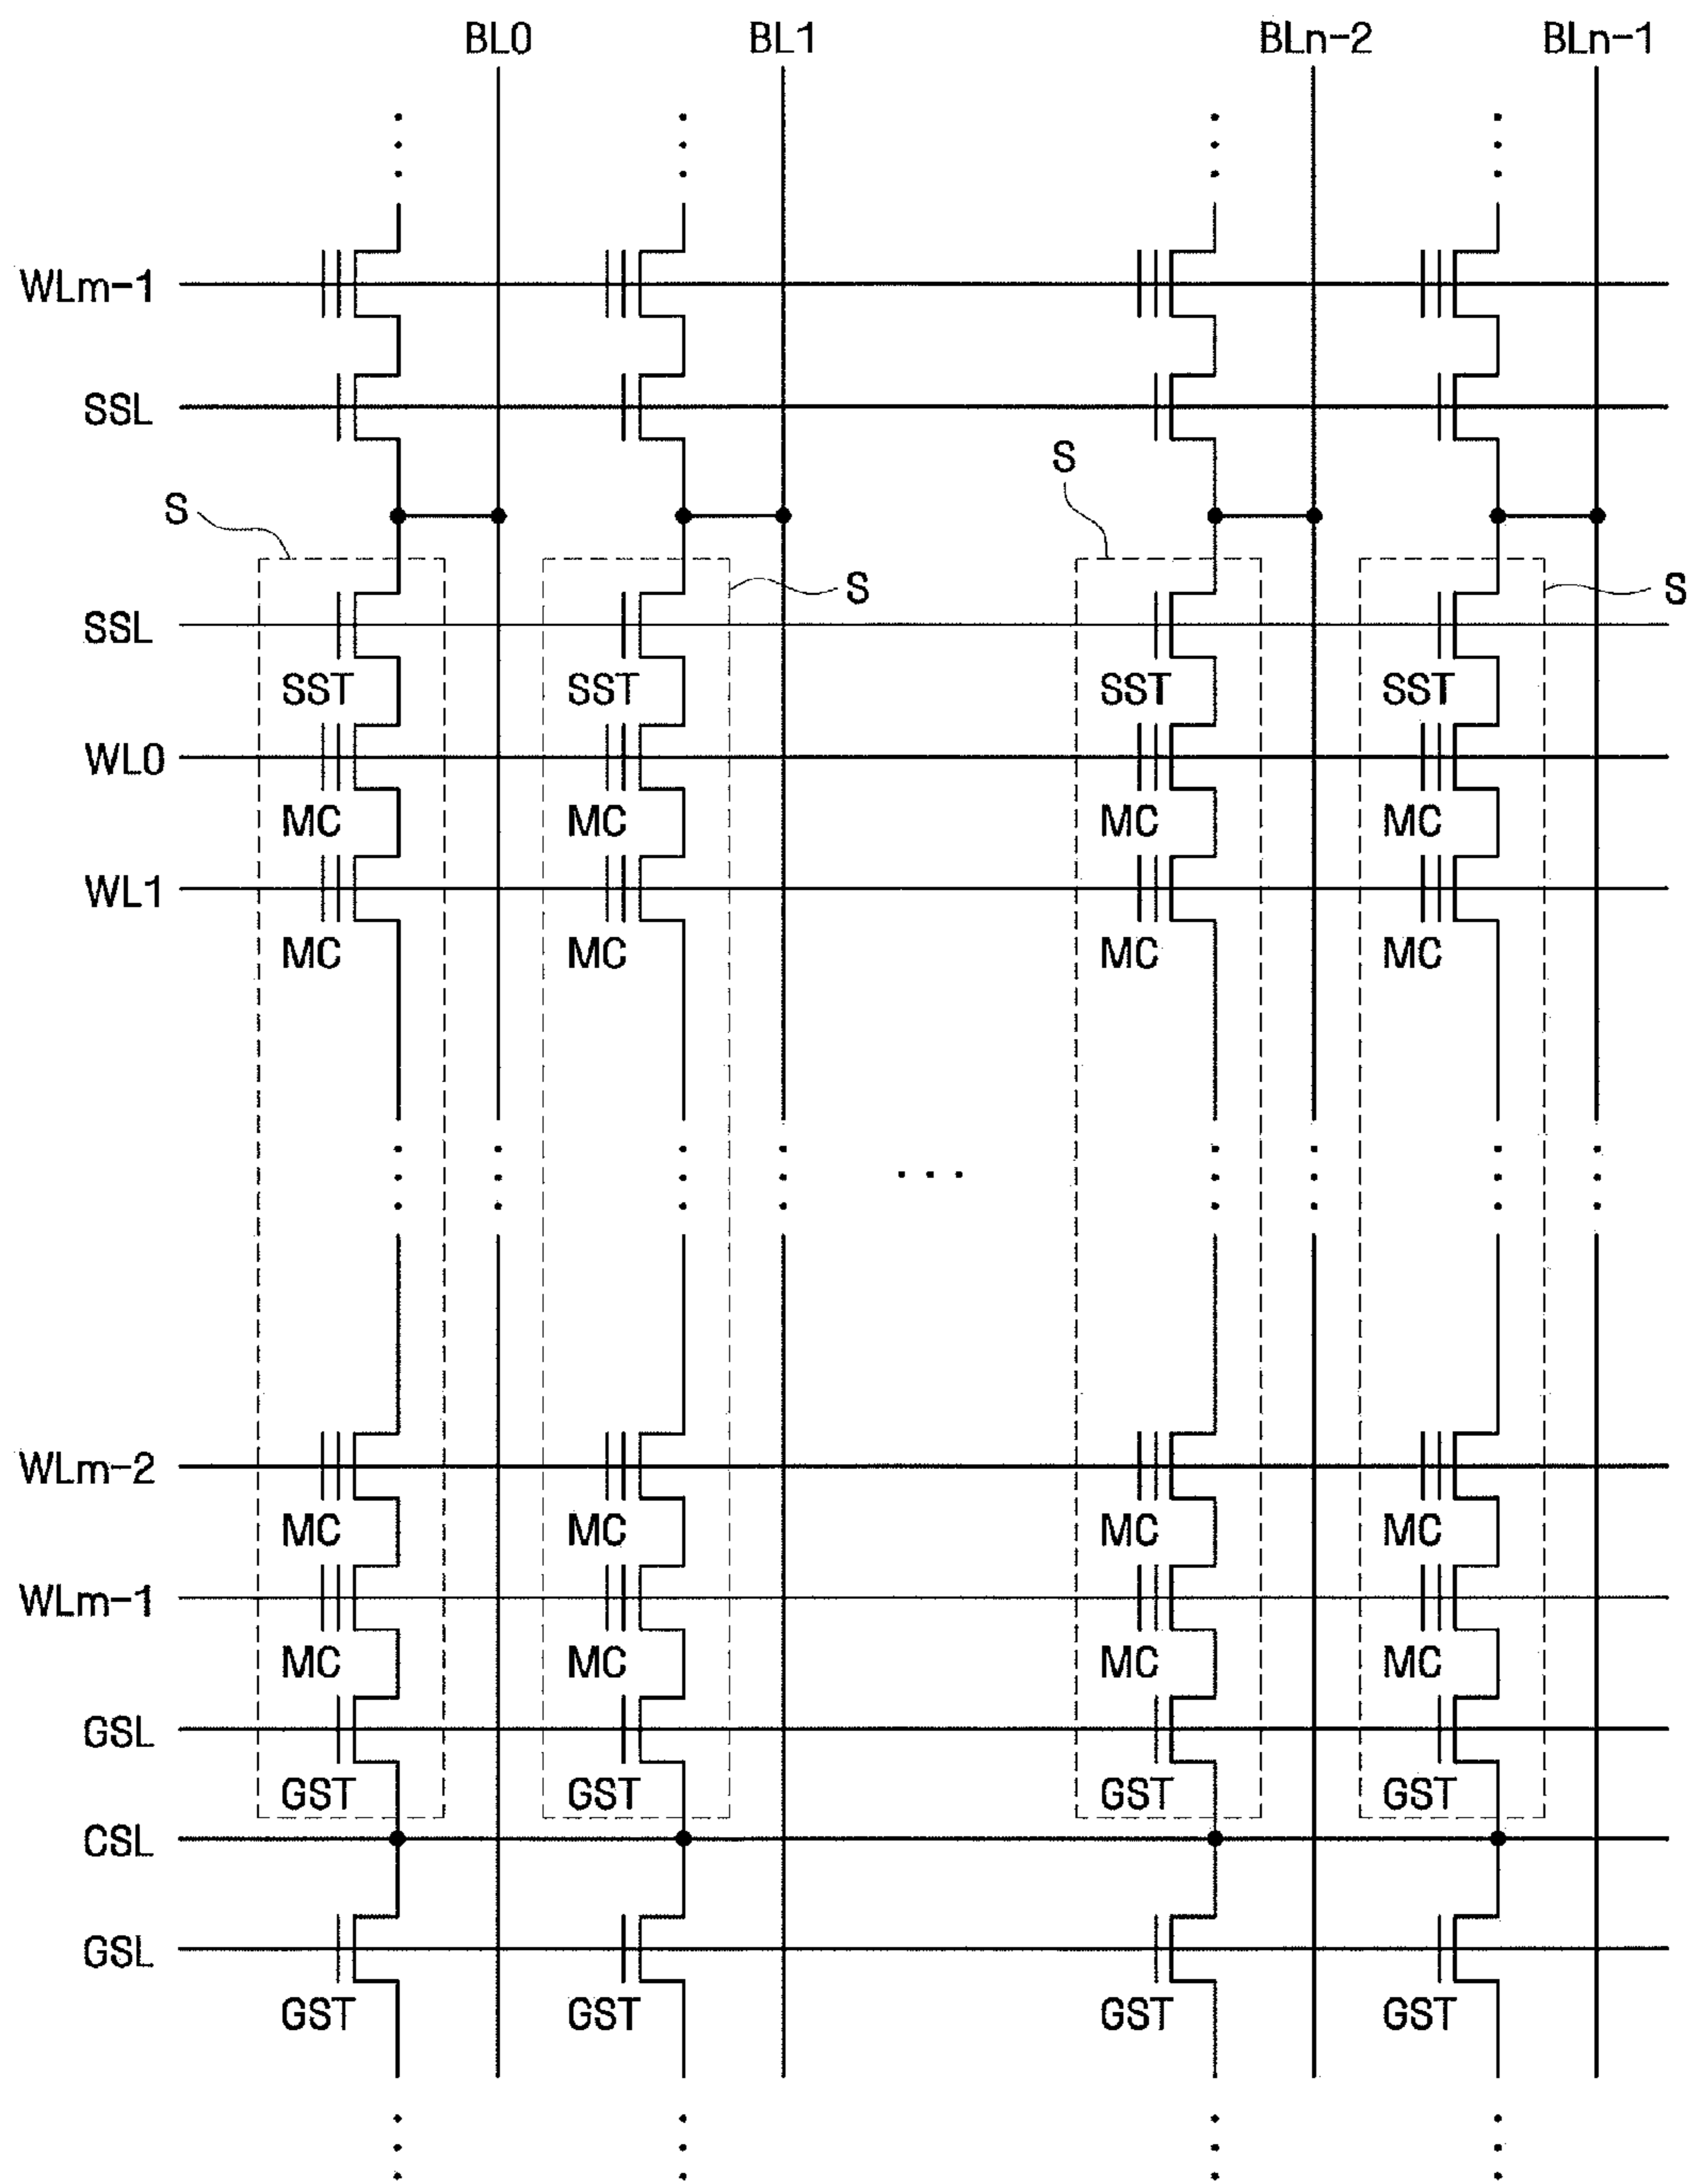 BL0 BL1 BLn-2 BLn-1
WLm-1
SSL
S
S
S
S
SSL
SST SST SST SST
WL0
MC MC MC MC
WL1
MC MC MC MC
WLm-2
MC MC MC MC
WLm-1
MC MC MC MC
GSL
GST GST GST GST
CSL
GSL
GST GST GST GST